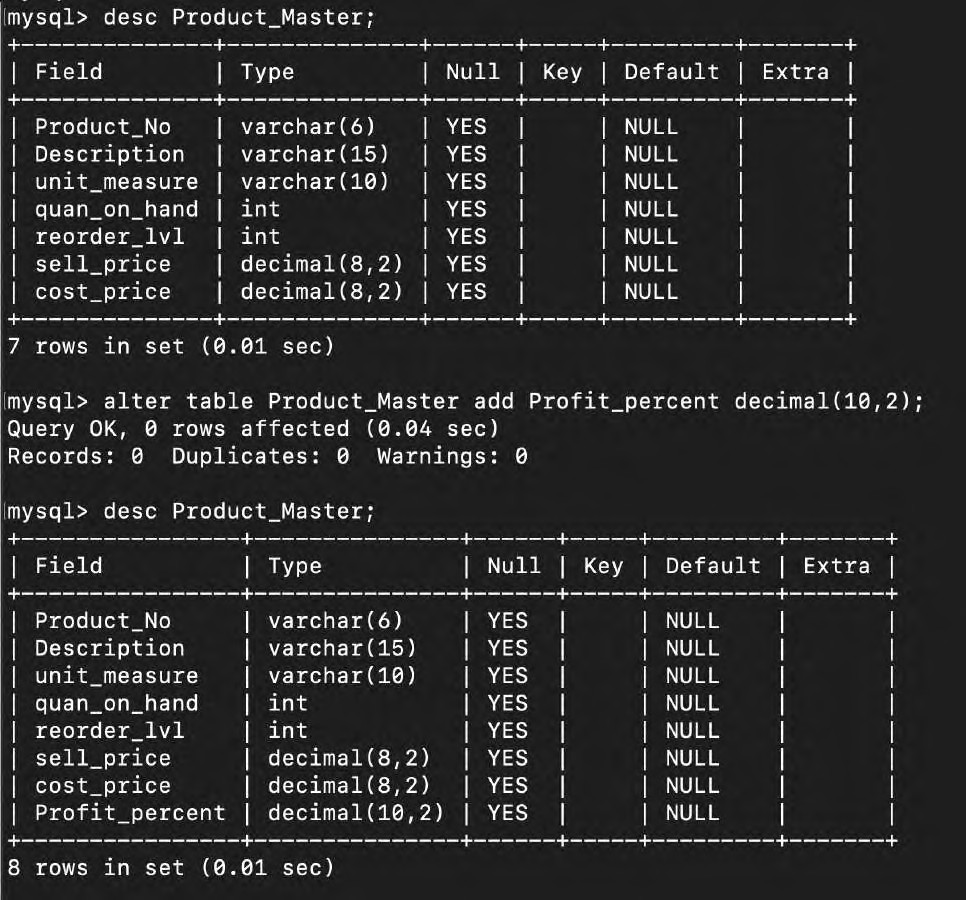 mysql> desc Product_Master;
+---------------+--------------+------+-----+---------+-------+
| Field         | Type         | Null | Key | Default | Extra |
+---------------+--------------+------+-----+---------+-------+
| Product_No    | varchar(6)   | YES  |     | NULL    |       |
| Description   | varchar(15)  | YES  |     | NULL    |       |
| unit_measure  | varchar(10)  | YES  |     | NULL    |       |
| quan_on_hand  | int          | YES  |     | NULL    |       |
| reorder_lvl   | int          | YES  |     | NULL    |       |
| sell_price    | decimal(8,2) | YES  |     | NULL    |       |
| cost_price    | decimal(8,2) | YES  |     | NULL    |       |
+---------------+--------------+------+-----+---------+-------+
7 rows in set (0.01 sec)
mysql> alter table Product_Master add Profit_percent decimal(10,2);
Query OK, 0 rows affected (0.04 sec)
Records: 0  Duplicates: 0  Warnings: 0
mysql> desc Product_Master;
+----------------+---------------+------+-----+---------+-------+
| Field          | Type          | Null | Key | Default | Extra |
+----------------+---------------+------+-----+---------+-------+
| Product_No     | varchar(6)    | YES  |     | NULL    |       |
| Description    | varchar(15)   | YES  |     | NULL    |       |
| unit_measure   | varchar(10)   | YES  |     | NULL    |       |
| quan_on_hand   | int           | YES  |     | NULL    |       |
| reorder_lvl    | int           | YES  |     | NULL    |       |
| sell_price     | decimal(8,2)  | YES  |     | NULL    |       |
| cost_price     | decimal(8,2)  | YES  |     | NULL    |       |
| Profit_percent | decimal(10,2) | YES  |     | NULL    |       |
+----------------+---------------+------+-----+---------+-------+
8 rows in set (0.01 sec)